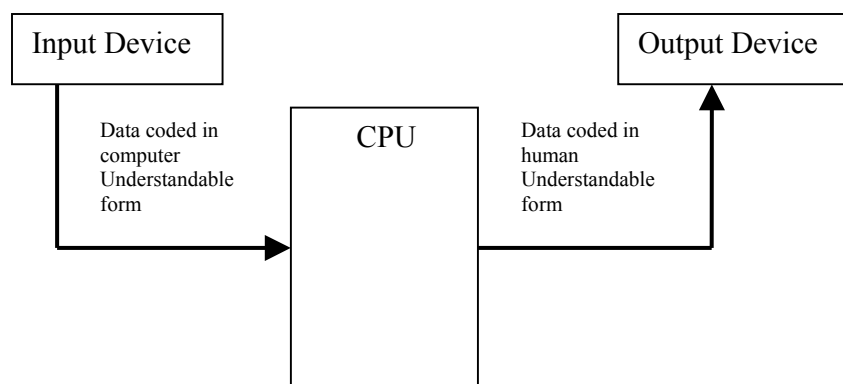 Input Device
Output Device
Data coded in
computer
Understandable
form
CPU
Data coded in
human
Understandable
form